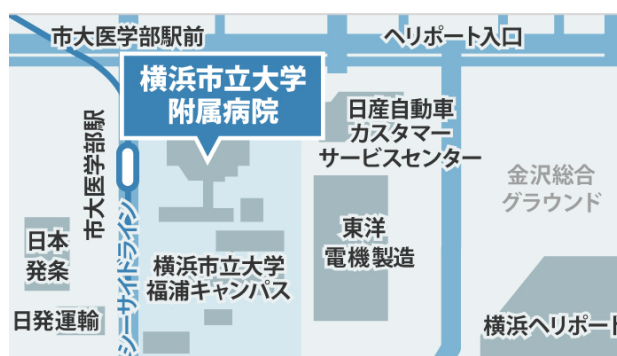 市大医学部駅前
ヘリポート入口
横浜市立大学
附属病院
日産自動車
カスタマー
サービスセンター
市大医学部駅
金沢総合
グラウンド
東洋
電機製造
日本
発条
横浜市立大学
福浦キャンパス
シーサイドライン
日発運輸
横浜ヘリポート